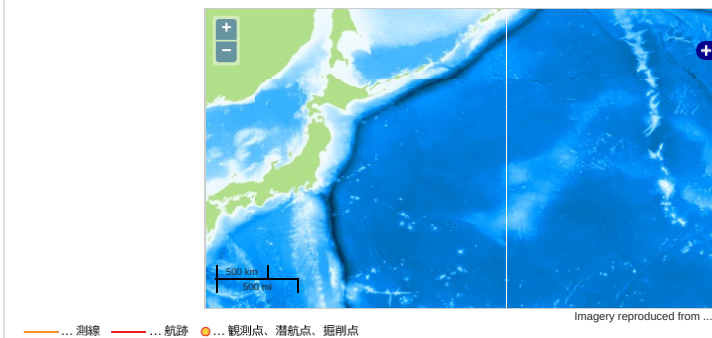 +
−
+
500 km
500 mi
Imagery reproduced from ...
... 測線 ... 航跡 ... 観測点、潜航点、掘削点